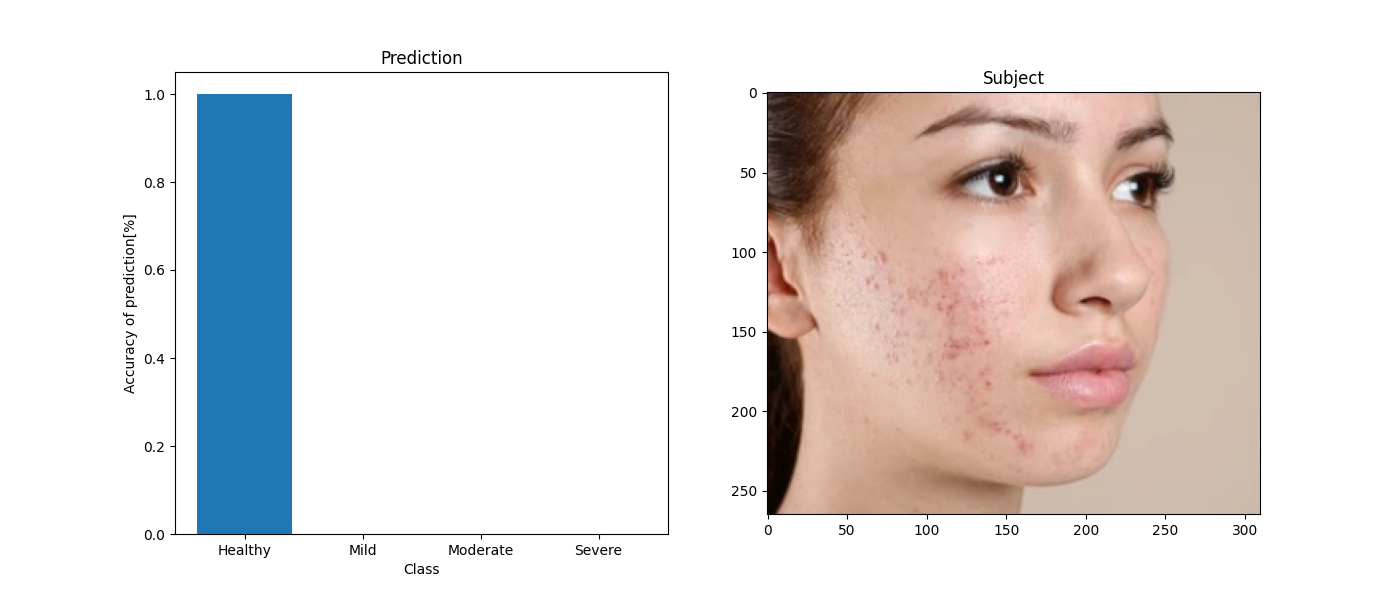 Prediction
1.0
0.8
0.6
0.4
0.2
0.0
Accuracy of prediction[%]
Healthy Mild Moderate Severe
Class
Subject
0
50
100
150
200
250
0 50 100 150 200 250 300